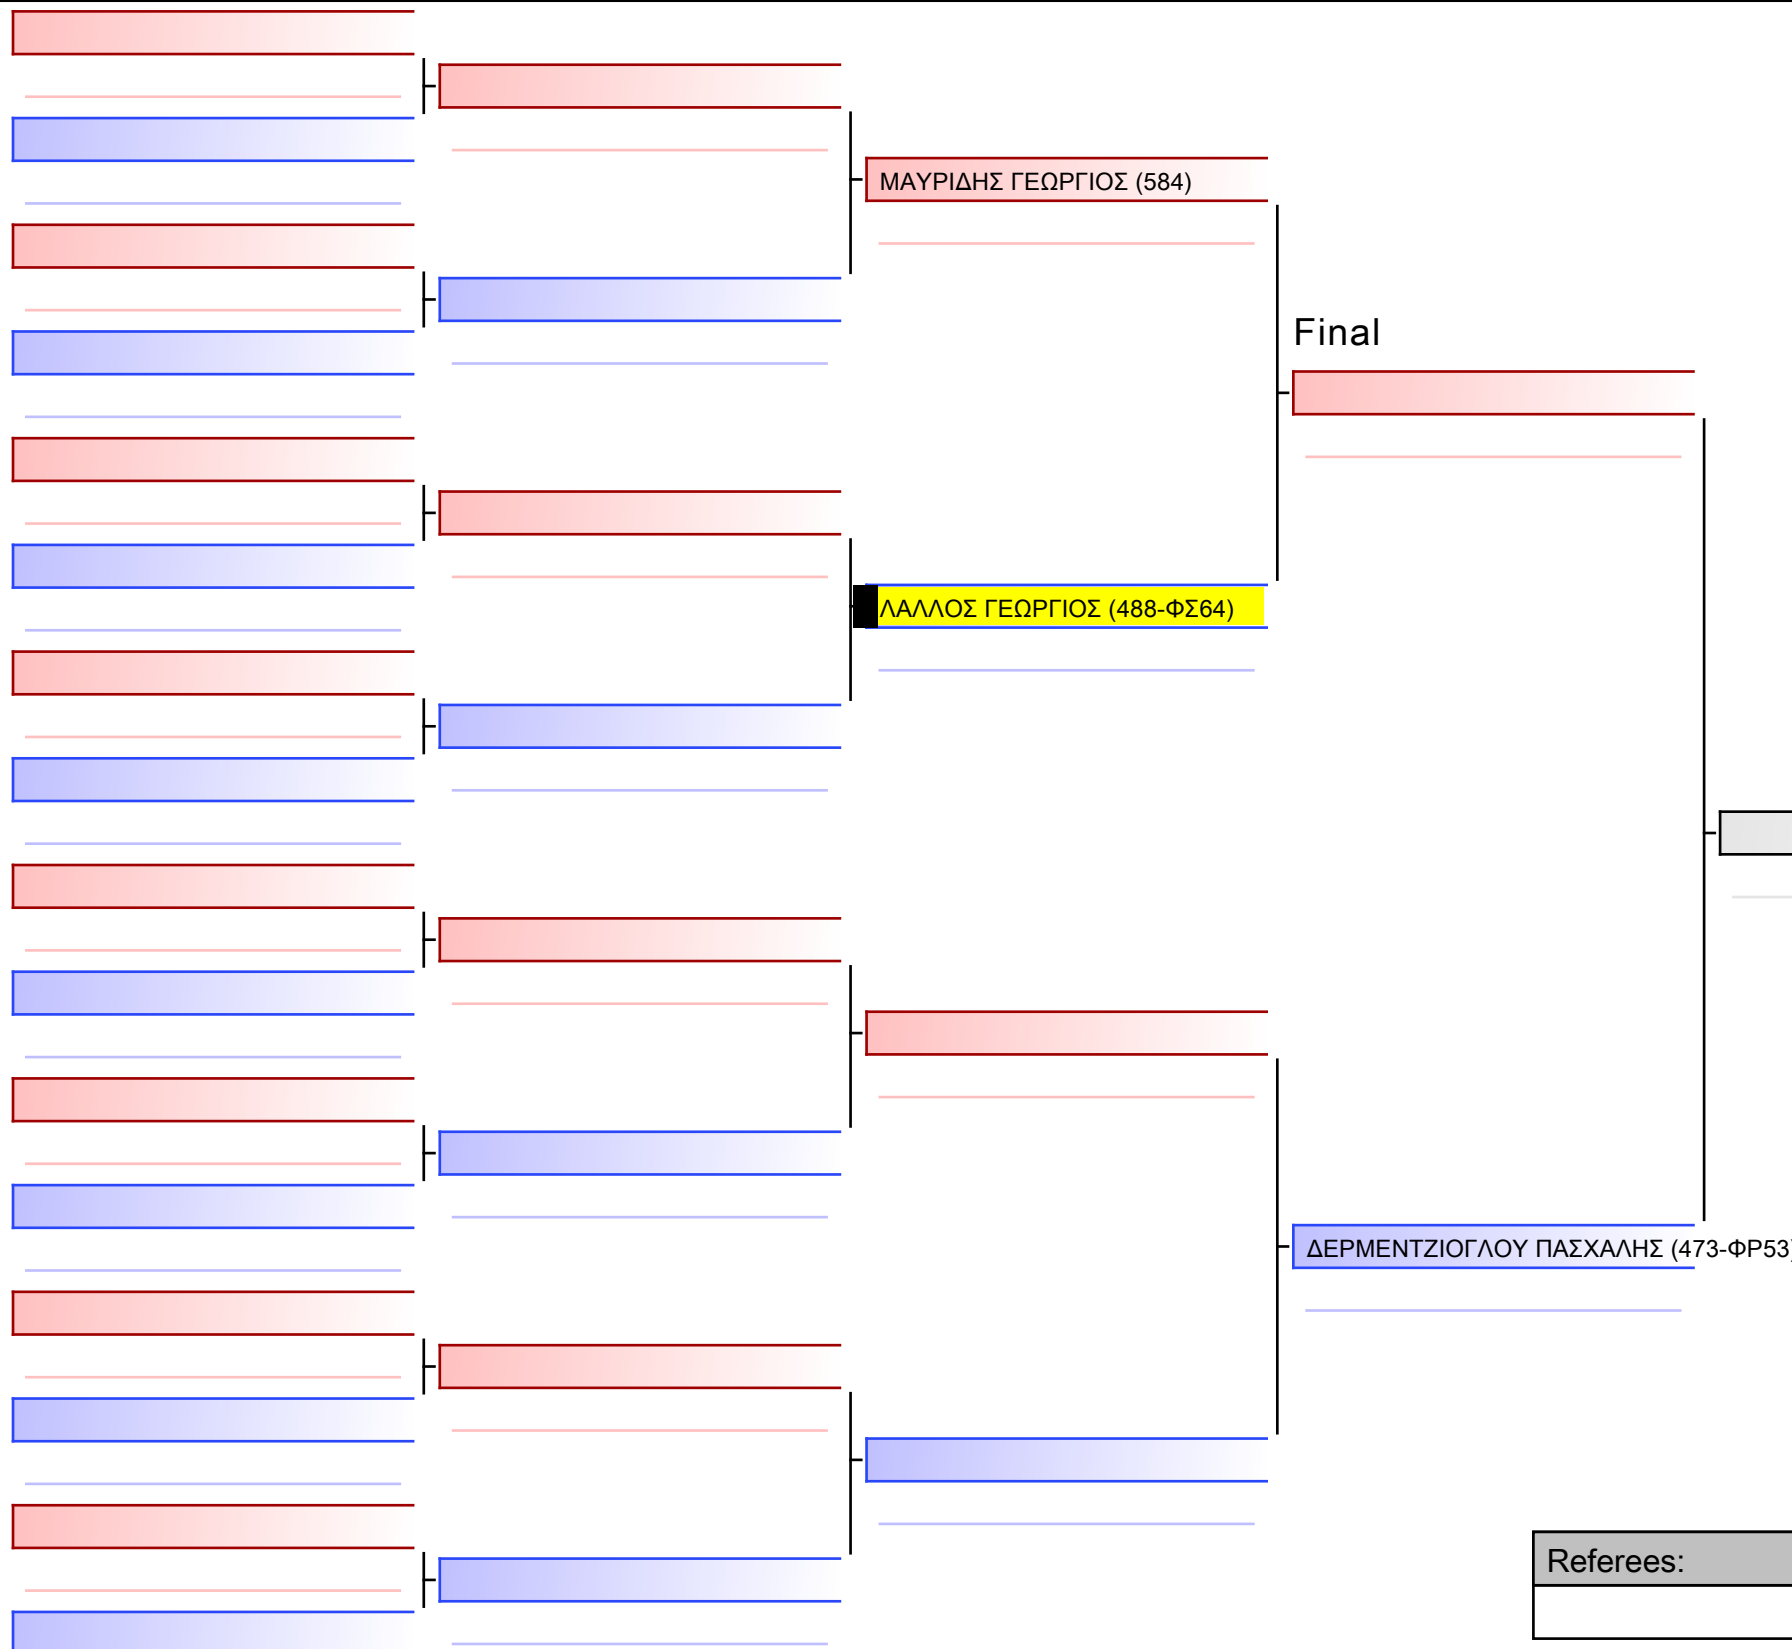 ΜΑΥΡΙΔΗΣ ΓΕΩΡΓΙΟΣ (584)
Final
ΛΑΛΛΟΣ ΓΕΩΡΓΙΟΣ (488-ΦΣ64)
ΔΕΡΜΕΝΤΖΙΟΓΛΟΥ ΠΑΣΧΑΛΗΣ (473-ΦΡ53)
Referees: